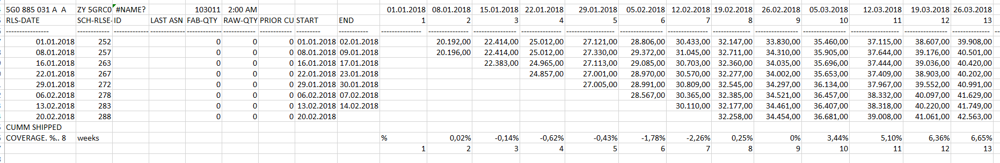 5G0 885 031 A  A ZY 5GRC0 #NAME? 103011 2:00 AM 01.01.2018 08.01.2018 15.01.2018 22.01.2018 29.01.2018 05.02.2018 12.02.2018 19.02.2018 26.02.2018 05.03.2018 12.03.2018 19.03.2018 26.03.2018
RLS-DATE SCH-RLSE- ID LAST ASN FAB-QTY RAW-QTY PRIOR CU START END 1 2 3 4 5 6 7 8 9 10 11 12 13
---------------- ------------ ------------- ------------- ------------- ------------ ------------ --------- --------- --------------- --------------- --------------- --------------- --------------- --------------- --------------- --------------- --------------- --------------- --------------- --------------- ---------------
01.01.2018 252 0 0 0 01.01.2018 02.01.2018 20.192,00 22.414,00 25.012,00 27.121,00 28.806,00 30.433,00 32.147,00 33.830,00 35.460,00 37.115,00 38.607,00 39.908,00
08.01.2018 257 0 0 0 08.01.2018 09.01.2018 20.196,00 22.414,00 25.012,00 27.330,00 29.372,00 31.045,00 32.711,00 34.310,00 35.905,00 37.644,00 39.176,00 40.501,00
16.01.2018 263 0 0 0 16.01.2018 17.01.2018 22.383,00 24.965,00 27.113,00 29.085,00 30.703,00 32.360,00 34.035,00 35.696,00 37.444,00 39.036,00 40.420,00
22.01.2018 267 0 0 0 22.01.2018 23.01.2018 24.857,00 27.001,00 28.970,00 30.570,00 32.277,00 34.002,00 35.653,00 37.409,00 38.903,00 40.202,00
29.01.2018 272 0 0 0 29.01.2018 30.01.2018 27.005,00 28.991,00 30.809,00 32.545,00 34.297,00 36.134,00 37.967,00 39.552,00 40.991,00
06.02.2018 278 0 0 0 06.02.2018 07.02.2018 28.567,00 30.365,00 32.385,00 34.521,00 36.457,00 38.332,00 40.097,00 41.629,00
13.02.2018 283 0 0 0 13.02.2018 14.02.2018 30.110,00 32.177,00 34.461,00 36.407,00 38.318,00 40.220,00 41.749,00
20.02.2018 288 0 0 0 20.02.2018 32.258,00 34.454,00 36.681,00 39.008,00 41.061,00 42.563,00
CUMM SHIPPED
COVERAGE. %.. 8 weeks % 0,02% -0,14% -0,62% -0,43% -1,78% -2,26% 0,25% 0% 3,44% 5,10% 6,36% 6,65%
1 2 3 4 5 6 7 8 9 10 11 12 13